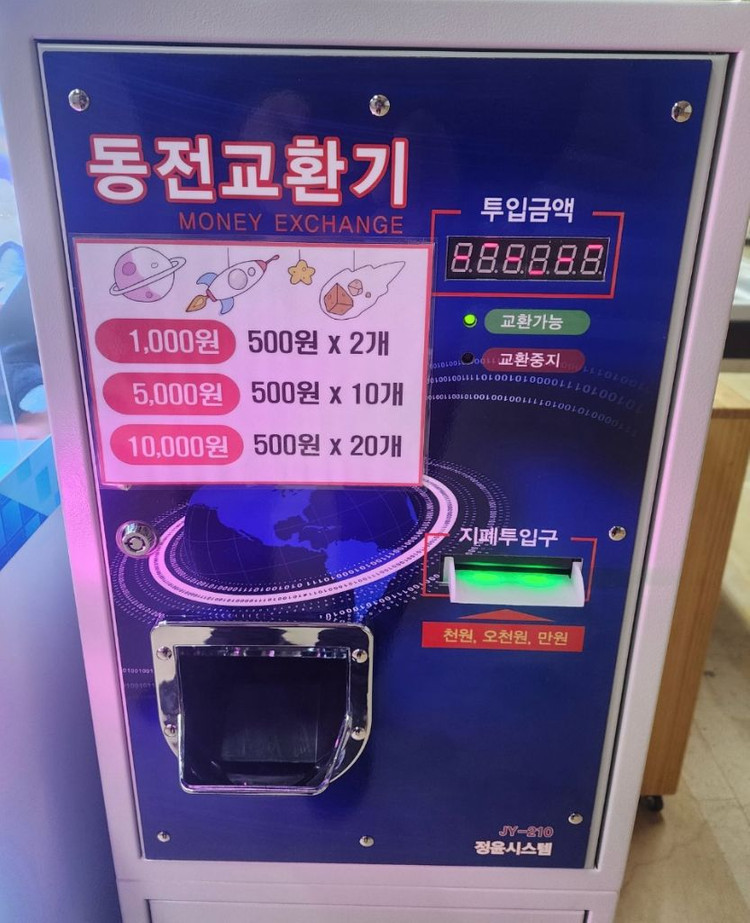 동전교환기
MONEY EXCHANGE
투입금액
교환가능
교환중지
1,000원 500원 x 2개
5,000원 500원 x 10개
10,000원 500원 x 20개
지폐투입구
천원, 오천원, 만원
JY-210
정윤시스템